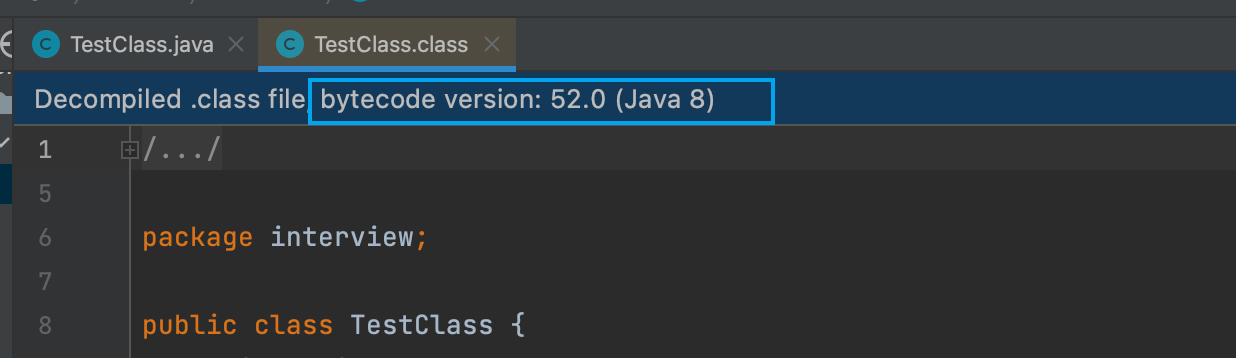 TestClass.java TestClass.class
Decompiled .class file, bytecode version: 52.0 (Java 8)
1 /.../
5
6 package interview;
7
8 public class TestClass {